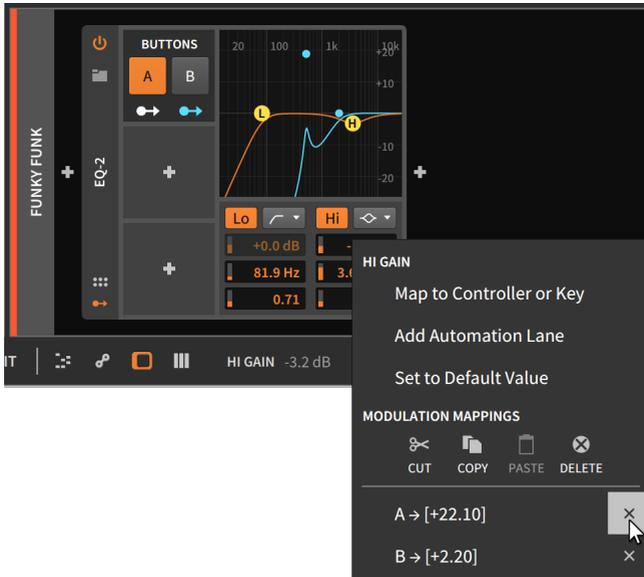 FUNKY FUNK
EQ-2
BUTTONS
A B
20 100 1k 10k
+20
+10
-10
-20
L
H
Lo Hi
+0.0 dB -
81.9 Hz 3.6
0.71
HI GAIN -3.2 dB
HI GAIN
Map to Controller or Key
Add Automation Lane
Set to Default Value
MODULATION MAPPINGS
CUT COPY PASTE DELETE
A → [+22.10]
B → [+2.20]